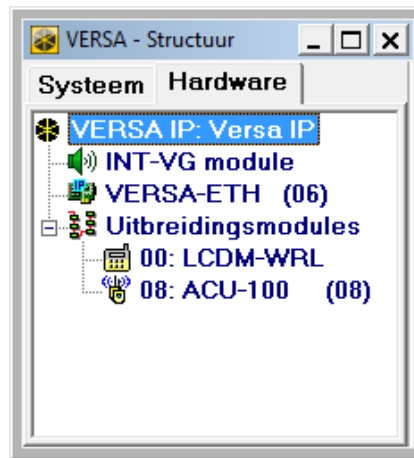 VERSA - Structuur
Systeem Hardware
VERSA IP: Versa IP
INT-VG module
VERSA-ETH (06)
Uitbreidingsmodules
00: LCDM-WRL
08: ACU-100 (08)